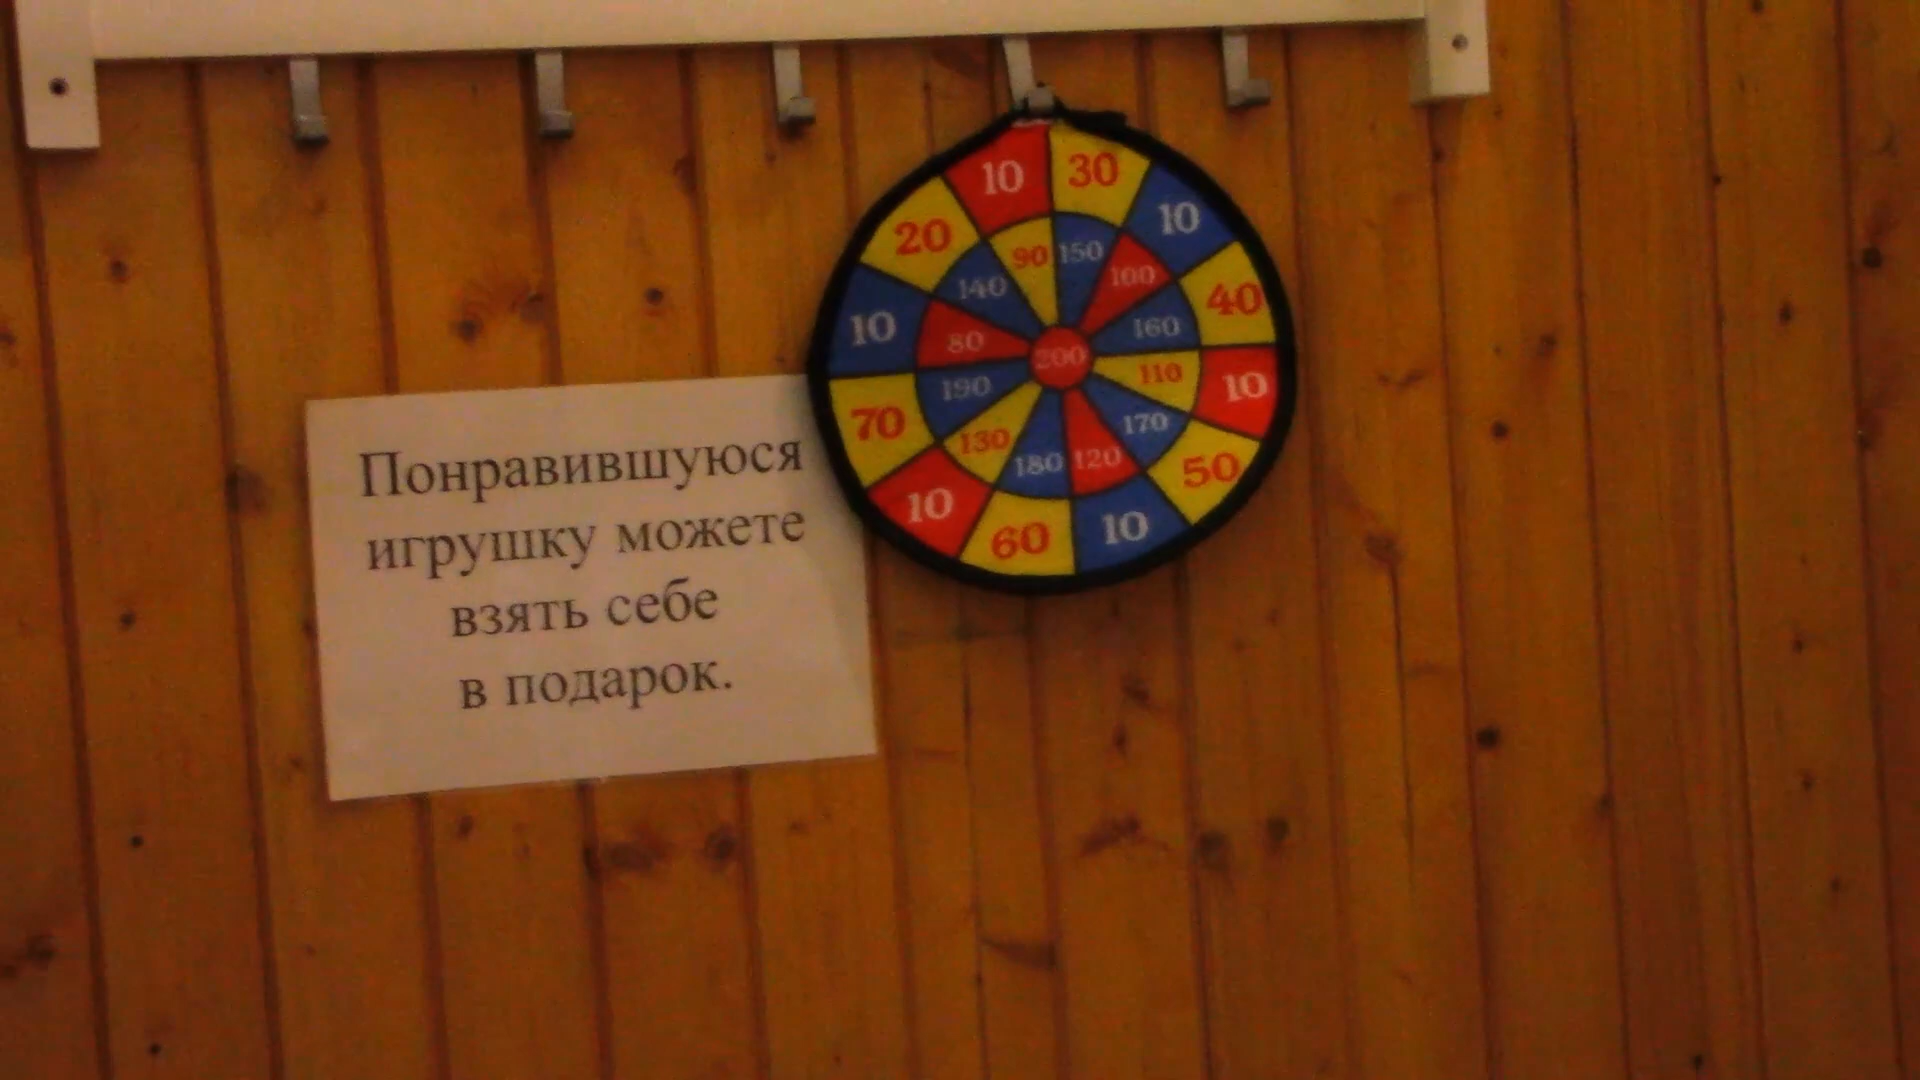 Понравившуюся
игрушку можете
взять себе
в подарок.
10 30
20 10
90 150
140 100
10 40
80 160
200
190 110 10
70 130 170
180 120 50
10 60 10